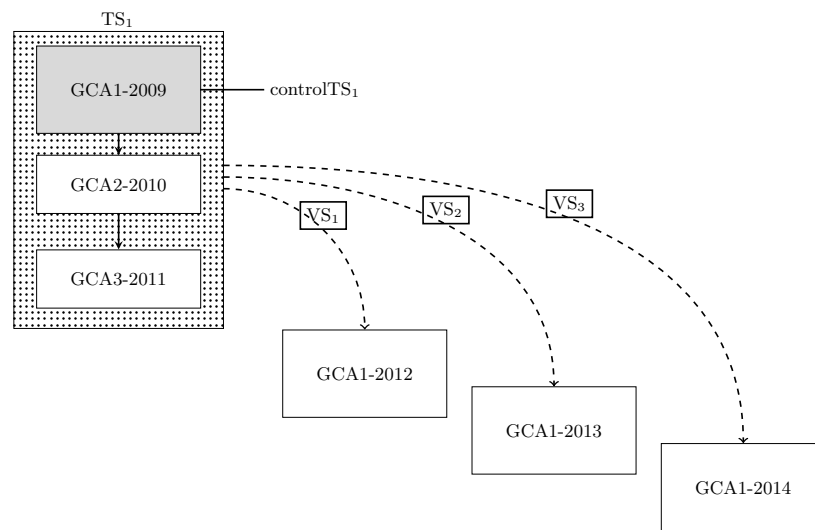 TS₁
GCA1-2009
controlTS₁
GCA2-2010
GCA3-2011
VS₁
VS₂
VS₃
GCA1-2012
GCA1-2013
GCA1-2014